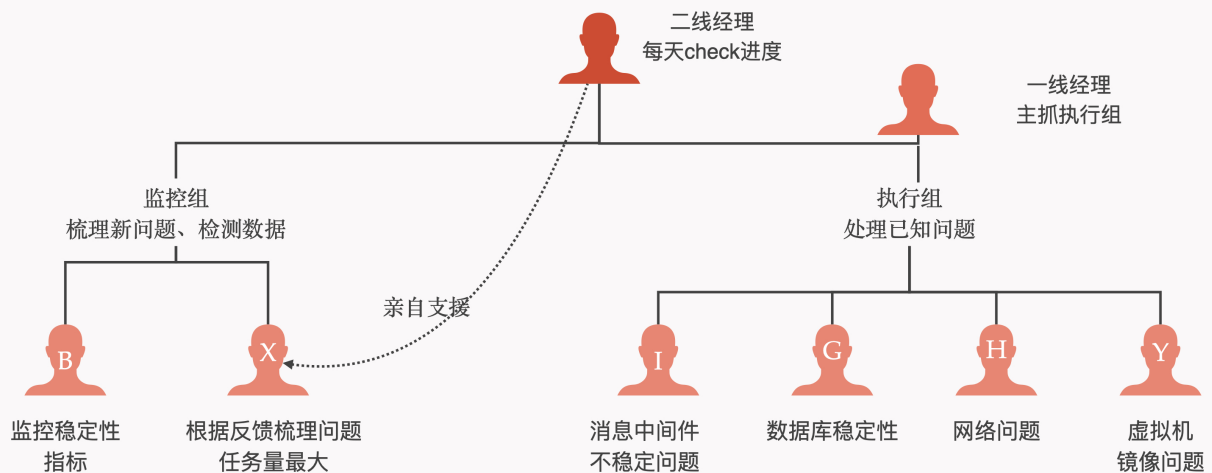 二线经理
每天check进度
一线经理
主抓执行组
监控组
梳理新问题、检测数据
执行组
处理已知问题
亲自支援
B
X
I
G
H
Y
监控稳定性
指标
根据反馈梳理问题
任务量最大
消息中间件
不稳定问题
数据库稳定性
网络问题
虚拟机
镜像问题